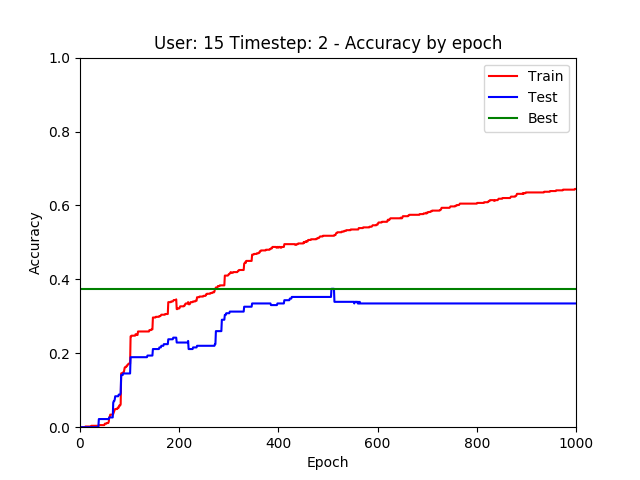 User: 15 Timestep: 2 - Accuracy by epoch
Accuracy
1.0
0.8
0.6
0.4
0.2
0.0
Train
Test
Best
0 200 400 600 800 1000
Epoch